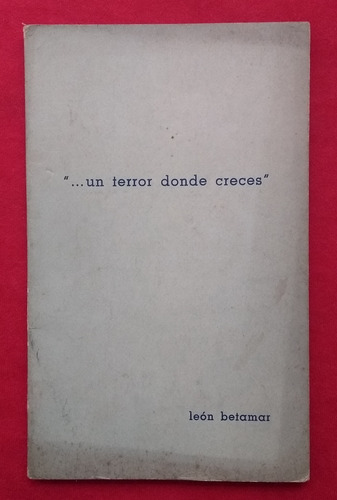 “...un terror donde creces”
león betamar